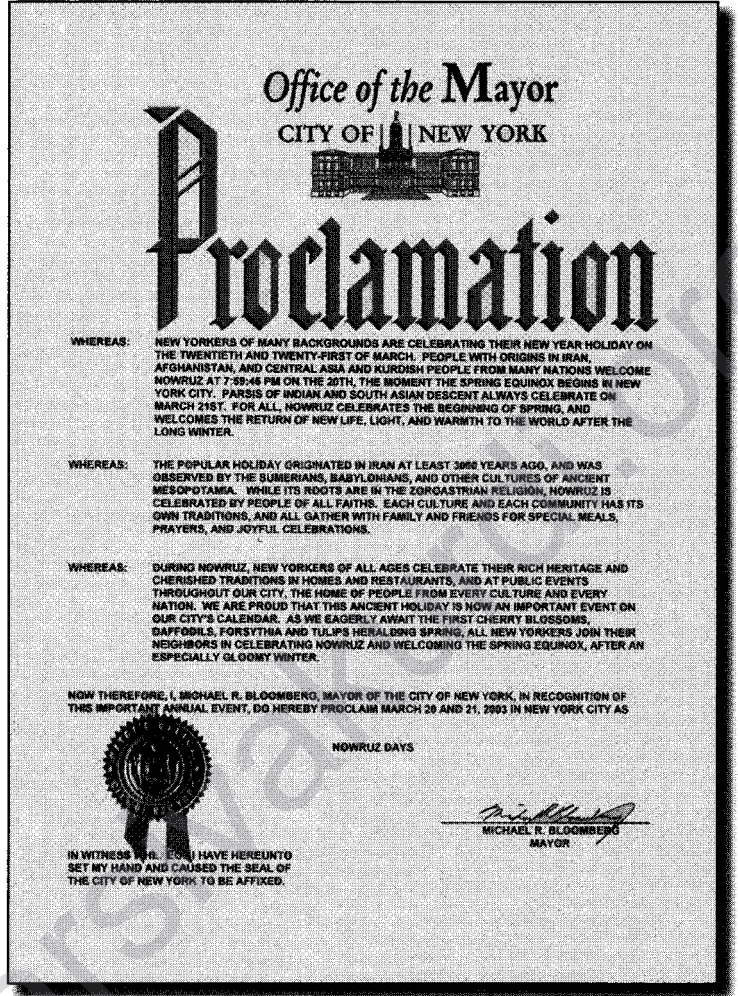 Office of the Mayor
CITY OF NEW YORK
Proclamation
WHEREAS: NEW YORKERS OF MANY BACKGROUNDS ARE CELEBRATING THEIR NEW YEAR HOLIDAY ON
THE TWENTIETH AND TWENTY-FIRST OF MARCH. PEOPLE WITH ORIGINS IN IRAN,
AFGHANISTAN, AND CENTRAL ASIA AND KURDISH PEOPLE FROM MANY NATIONS WELCOME
NOWRUZ AT 7:59:46 PM ON THE 20TH, THE MOMENT THE SPRING EQUINOX BEGINS IN NEW
YORK CITY. PARSIS OF INDIAN AND SOUTH ASIAN DESCENT ALWAYS CELEBRATE ON
MARCH 21ST. FOR ALL, NOWRUZ CELEBRATES THE BEGINNING OF SPRING, AND
WELCOMES THE RETURN OF NEW LIFE, LIGHT, AND WARMTH TO THE WORLD AFTER THE
LONG WINTER.
WHEREAS: THE POPULAR HOLIDAY ORIGINATED IN IRAN AT LEAST 3000 YEARS AGO, AND WAS
OBSERVED BY THE SUMERIANS, BABYLONIANS, AND OTHER CULTURES OF ANCIENT
MESOPOTAMIA. WHILE ITS ROOTS ARE IN THE ZOROASTRIAN RELIGION, NOWRUZ IS
CELEBRATED BY PEOPLE OF ALL FAITHS. EACH CULTURE AND EACH COMMUNITY HAS ITS
OWN TRADITIONS, AND ALL GATHER WITH FAMILY AND FRIENDS FOR SPECIAL MEALS,
PRAYERS, AND JOYFUL CELEBRATIONS.
WHEREAS: DURING NOWRUZ, NEW YORKERS OF ALL AGES CELEBRATE THEIR RICH HERITAGE AND
CHERISHED TRADITIONS IN HOMES AND RESTAURANTS, AND AT PUBLIC EVENTS
THROUGHOUT OUR CITY, THE HOME OF PEOPLE FROM EVERY CULTURE AND EVERY
NATION. WE ARE PROUD THAT THIS ANCIENT HOLIDAY IS NOW AN IMPORTANT EVENT ON
OUR CITY'S CALENDAR. AS WE EAGERLY AWAIT THE FIRST CHERRY BLOSSOMS,
DAFFODILS, FORSYTHIA AND TULIPS HERALDING SPRING, ALL NEW YORKERS JOIN THEIR
NEIGHBORS IN CELEBRATING NOWRUZ AND WELCOMING THE SPRING EQUINOX, AFTER AN
ESPECIALLY GLOOMY WINTER.
NOW THEREFORE, I, MICHAEL R. BLOOMBERG, MAYOR OF THE CITY OF NEW YORK, IN RECOGNITION OF
THIS IMPORTANT ANNUAL EVENT, DO HEREBY PROCLAIM MARCH 20 AND 21, 2003 IN NEW YORK CITY AS
NOWRUZ DAYS
MICHAEL R. BLOOMBERG
MAYOR
IN WITNESS I HAVE HEREUNTO
SET MY HAND AND CAUSED THE SEAL OF
THE CITY OF NEW YORK TO BE AFFIXED.